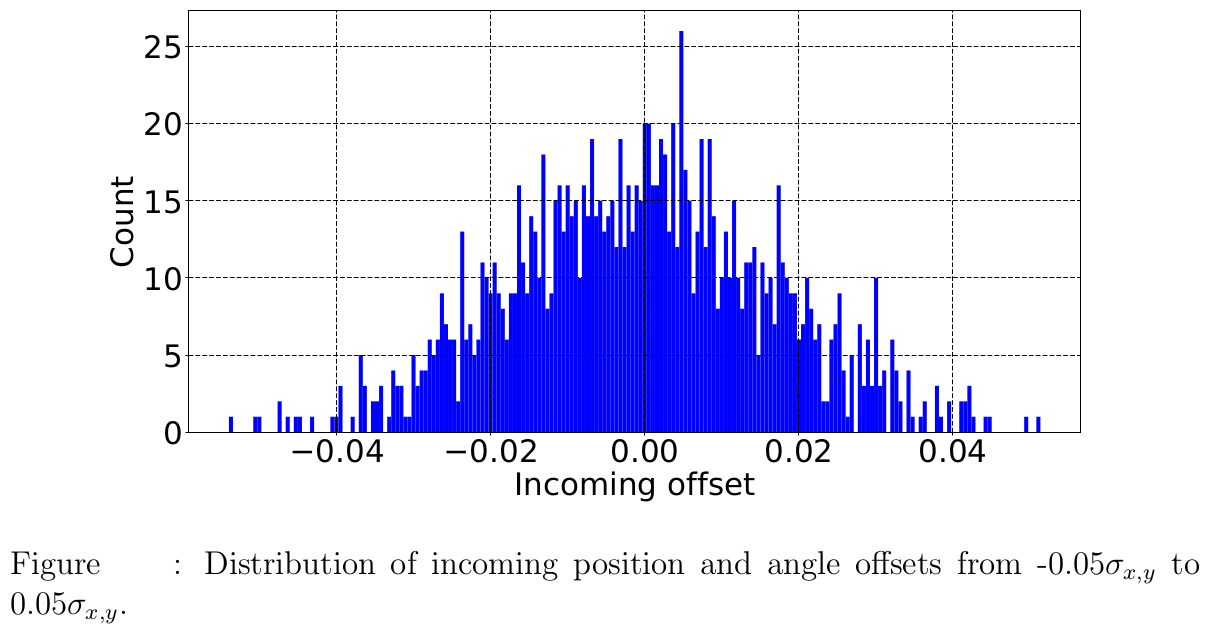 25
20
15
10
5
0
Count
−0.04 −0.02 0.00 0.02 0.04
Incoming offset
Figure : Distribution of incoming position and angle offsets from -0.05σx,y to
0.05σx,y.